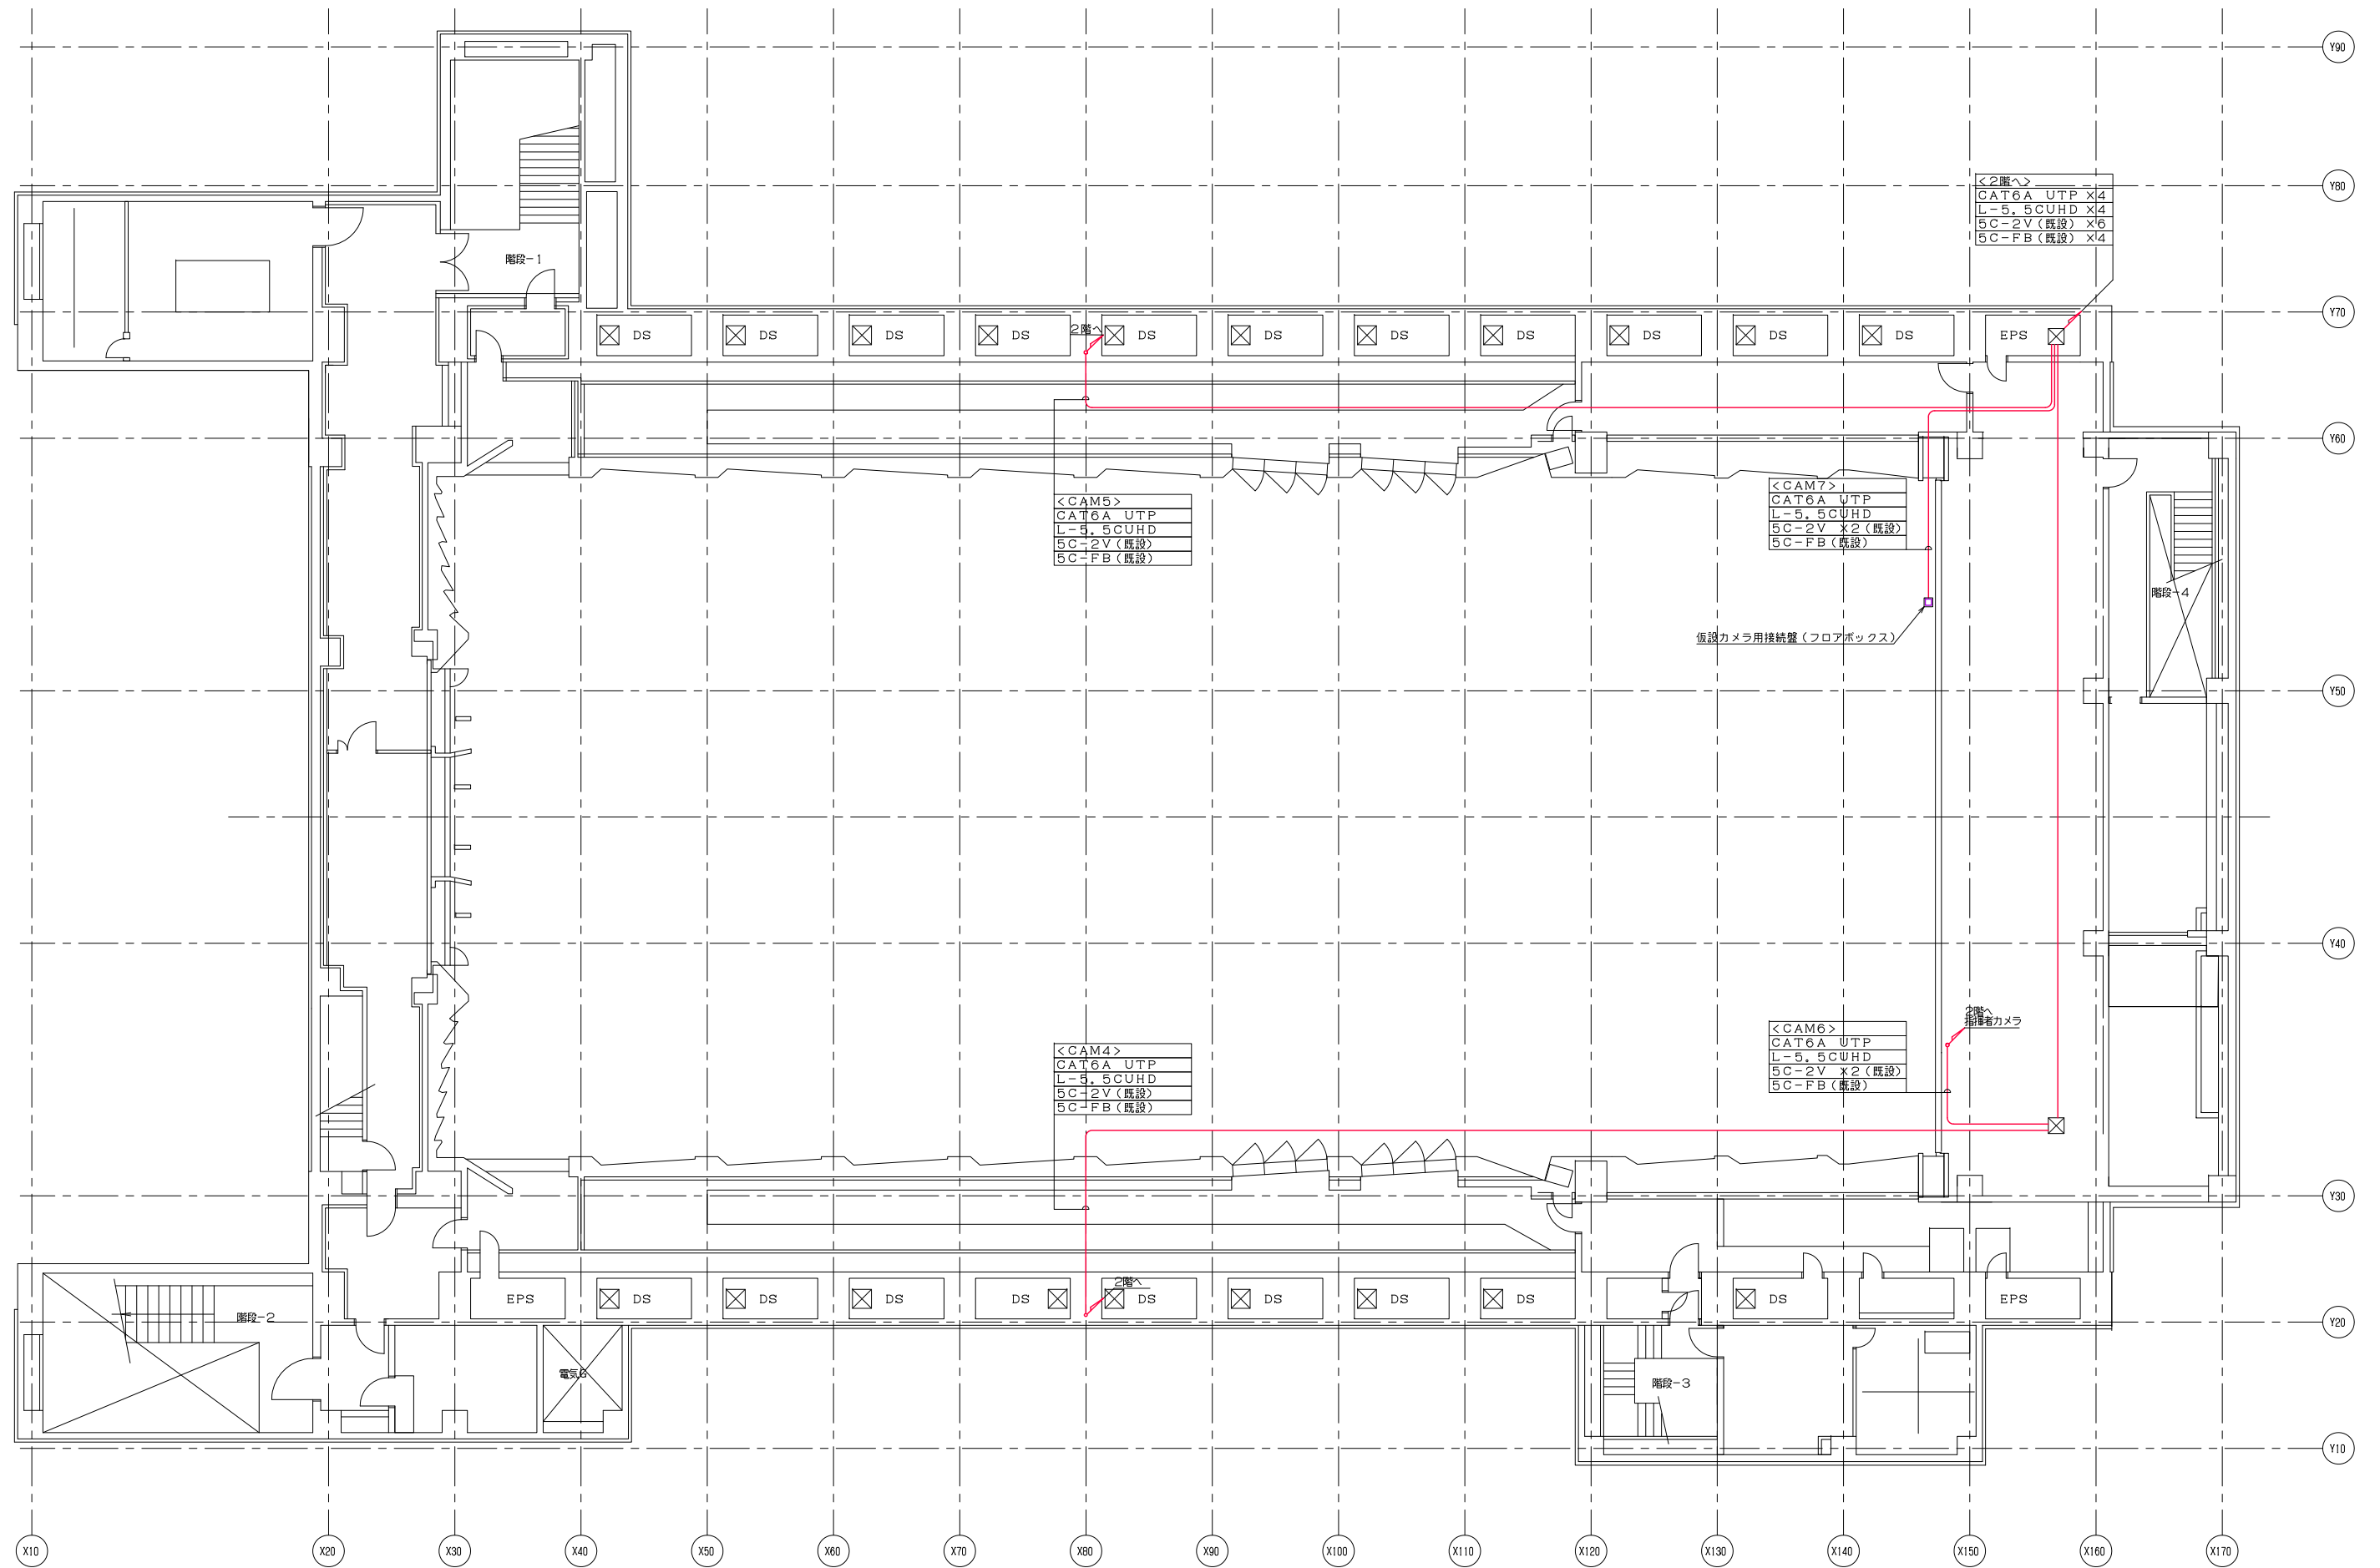 Y90
Y80
<2階へ>
CAT6A UTP ×4
L-5.5CUHD ×4
5C-2V(既設) ×6
5C-FB(既設) ×4
階段-1
Y70
2階へ
DS
DS
DS
DS
DS
DS
DS
DS
DS
DS
DS
EPS
Y60
<CAM5>
CAT6A UTP
L-5.5CUHD
5C-2V(既設)
5C-FB(既設)
<CAM7>
CAT6A UTP
L-5.5CUHD
5C-2V ×2(既設)
5C-FB(既設)
階段-4
仮設カメラ用接続盤(フロアボックス)
Y50
Y40
2階へ
指揮者カメラ
<CAM4>
CAT6A UTP
L-5.5CUHD
5C-2V(既設)
5C-FB(既設)
<CAM6>
CAT6A UTP
L-5.5CUHD
5C-2V ×2(既設)
5C-FB(既設)
Y30
2階へ
EPS
DS
DS
DS
DS
DS
DS
DS
DS
DS
EPS
階段-2
Y20
電気G
階段-3
Y10
X10
X20
X30
X40
X50
X60
X70
X80
X90
X100
X110
X120
X130
X140
X150
X160
X170